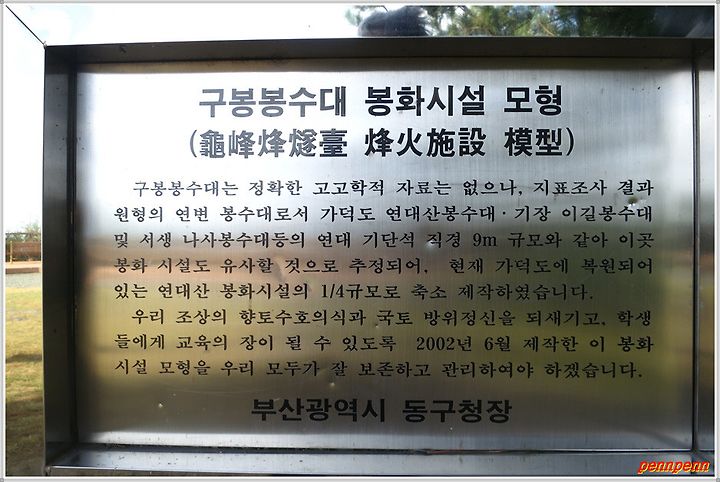 구봉봉수대 봉화시설 모형
(龜峰烽燧臺 烽火施設 模型)
구봉봉수대는 정확한 고고학적 자료는 없으나, 지표조사 결과
원형의 연변 봉수대로서 가덕도 연대산봉수대·기장 이길봉수대
및 서생 나사봉수대등의 연대 기단석 직경 9m 규모와 같아 이곳
봉화 시설도 유사할 것으로 추정되어, 현재 가덕도에 복원되어
있는 연대산 봉화시설의 1/4규모로 축소 제작하였습니다.
우리 조상의 향토수호의식과 국토 방위정신을 되새기고, 학생
들에게 교육의 장이 될 수 있도록 2002년 6월 제작한 이 봉화
시설 모형을 우리 모두가 잘 보존하고 관리하여야 하겠습니다.
부산광역시 동구청장
pennpenn